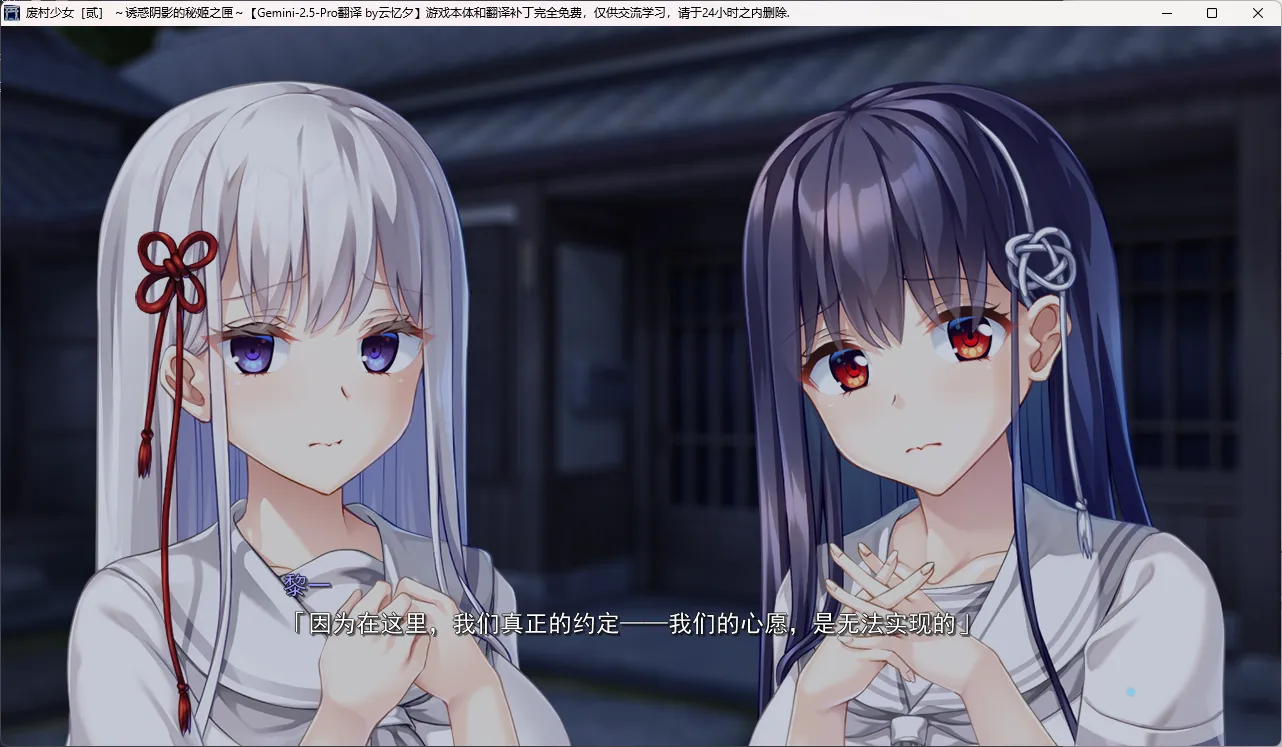 废村少女［贰］ ～诱惑阴影的秘姬之匣～【Gemini-2.5-Pro翻译 by云忆夕】游戏本体和翻译补丁完全免费，仅供交流学习，请于24小时之内删除.
黎一
「因为在这里，我们真正的约定——我们的心愿，是无法实现的」